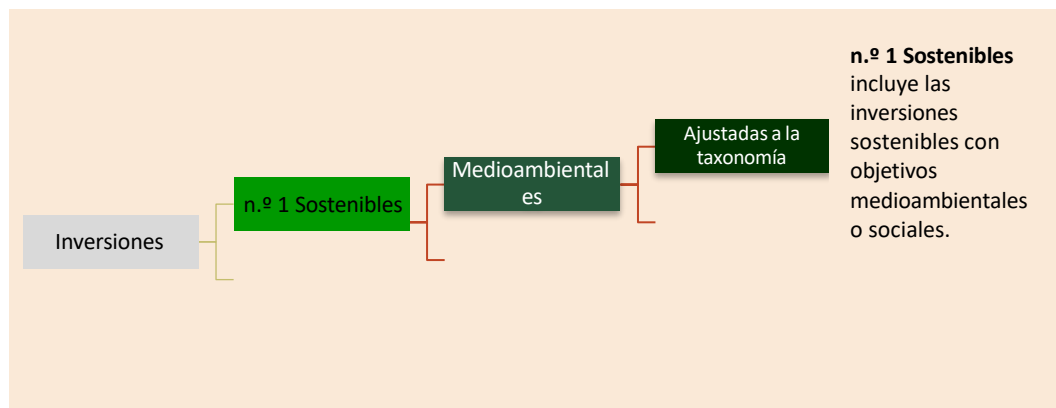 Inversiones
n.º 1 Sostenibles
Medioambiental
es
Ajustadas a la
taxonomía
n.º 1 Sostenibles
incluye las
inversiones
sostenibles con
objetivos
medioambientales
o sociales.